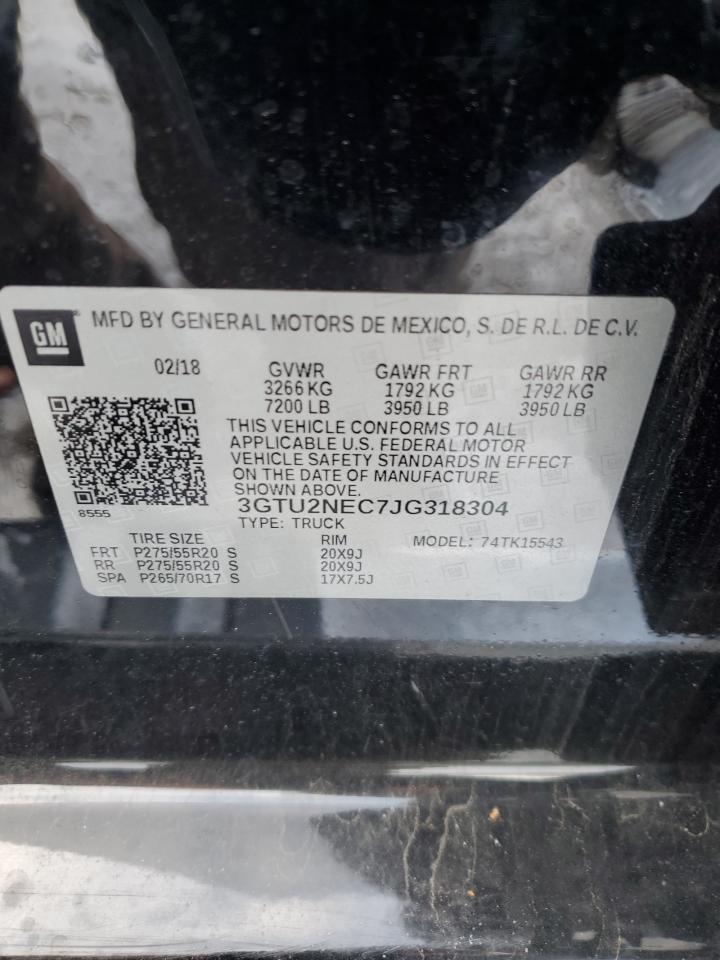 GM ® MFD BY GENERAL MOTORS DE MEXICO, S. DE R.L. DE C.V.
02/18 GVWR GAWR FRT GAWR RR
3266 KG 1792 KG 1792 KG
7200 LB 3950 LB 3950 LB
THIS VEHICLE CONFORMS TO ALL
APPLICABLE U.S. FEDERAL MOTOR
VEHICLE SAFETY STANDARDS IN EFFECT
ON THE DATE OF MANUFACTURE
SHOWN ABOVE.
8555 3GTU2NEC7JG318304
TYPE: TRUCK
TIRE SIZE RIM MODEL: 74TK15543
FRT P275/55R20 S 20X9J
RR P275/55R20 S 20X9J
SPA P265/70R17 S 17X7.5J